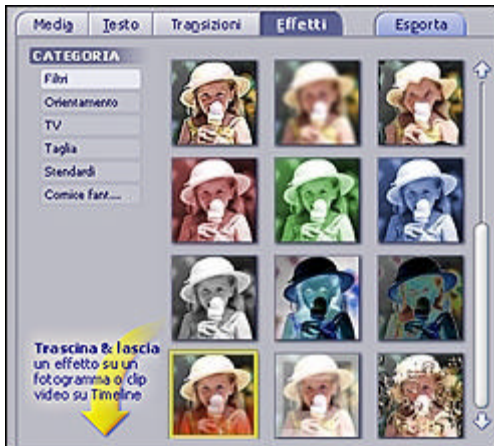 Media
Testo
Transizioni
Effetti
Esporta
CATEGORIA
Filtri
Orientamento
TV
Taglia
Stendardi
Cornice fant....
Trascina & lascia
un effetto su un
fotogramma o clip
video su Timeline